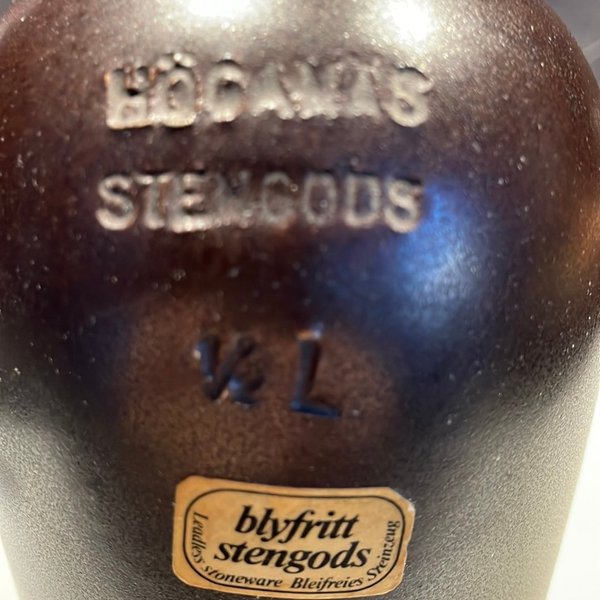 HÖGANÄS
STENGODS
½ L
blyfritt
stengods
Leadless stoneware Bleifreies Steinzeug